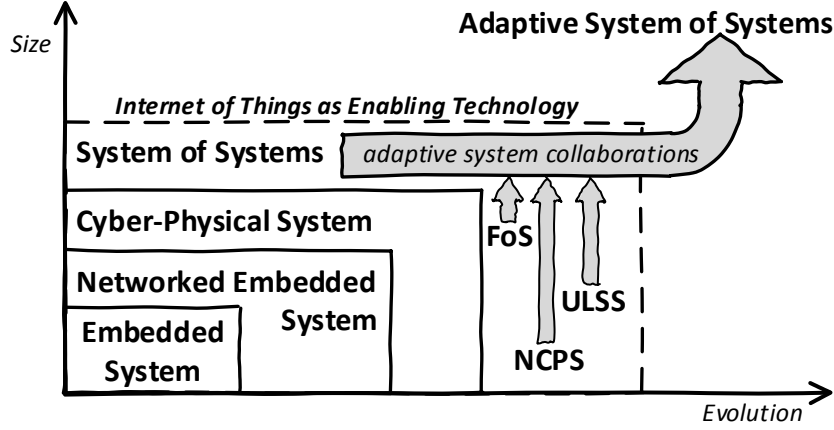 Adaptive System of Systems
Size
Internet of Things as Enabling Technology
System of Systems
adaptive system collaborations
Cyber-Physical System
FoS
Networked Embedded
System
ULSS
Embedded
System
NCPS
Evolution